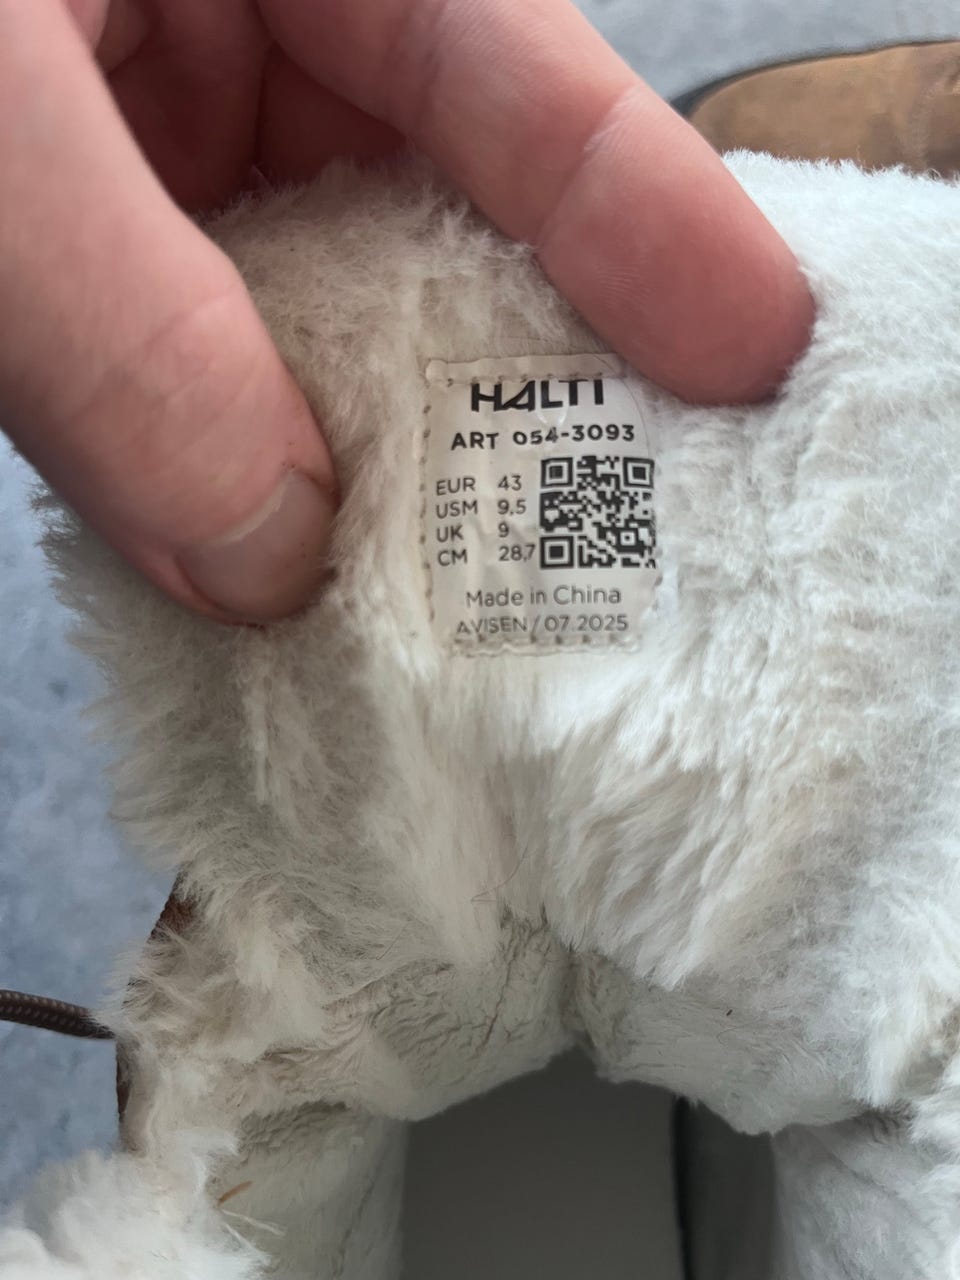 HALTI
ART 054-3093
EUR 43
USM 9,5
UK 9
CM 28,7
Made in China
AVISEN / 07.2025